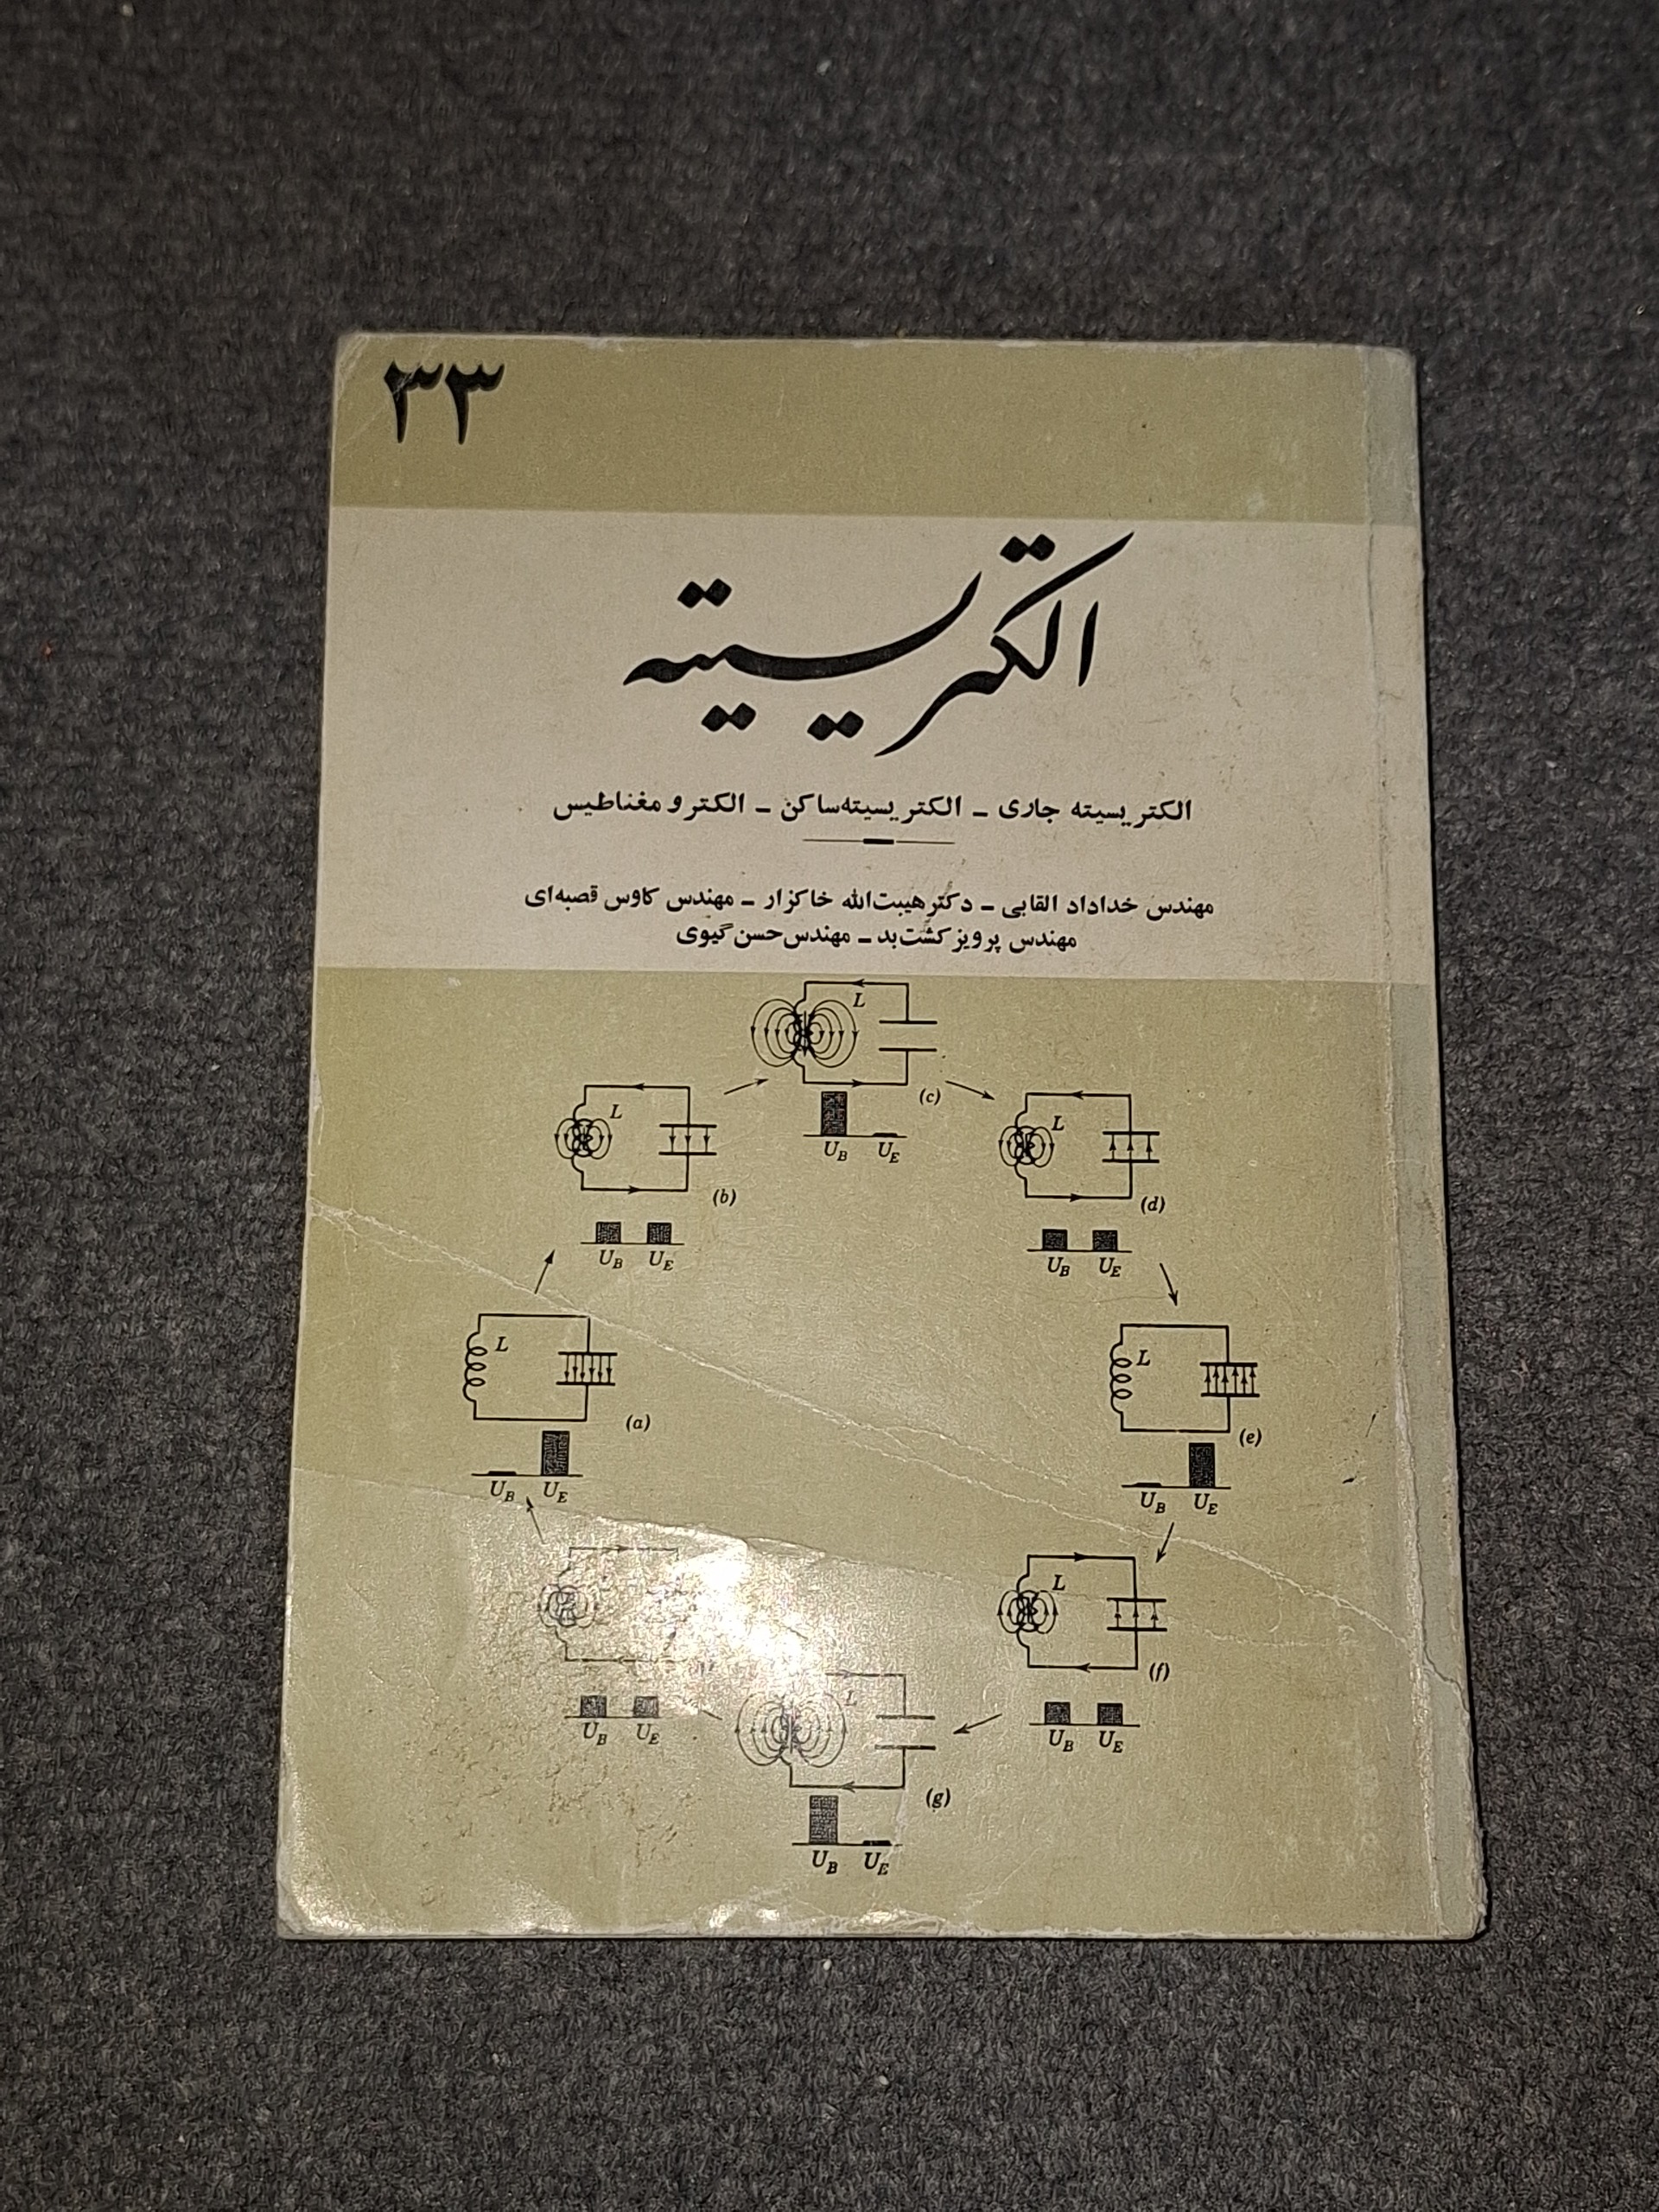 ۳۳
الکتریسیته
الکتریسیته جاری ـ الکتریسیته ساکن ـ الکترومغناطیس
مهندس خداداد القابی ـ دکتر هیبت‌الله خاکزار ـ مهندس کاوس قصبه‌ای
مهندس پرویز کشت‌بد ـ مهندس حسن گیوی
L
(c)
U_B U_E
L
(b)
U_B U_E
L
(d)
U_B U_E
L
(a)
U_B U_E
L
(e)
U_B U_E
L
U_B U_E
L
(f)
U_B U_E
L
(g)
U_B U_E